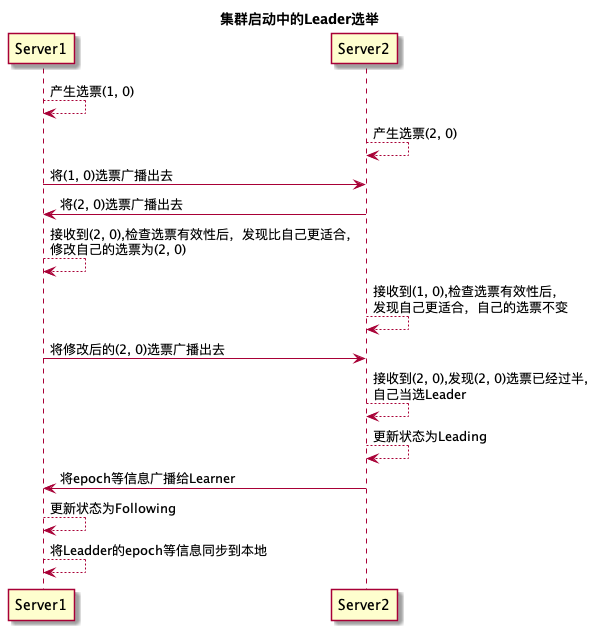 集群启动中的Leader选举
Server1
Server2
产生选票(1, 0)
产生选票(2, 0)
将(1, 0)选票广播出去
将(2, 0)选票广播出去
接收到(2, 0),检查选票有效性后，发现比自己更适合，
修改自己的选票为(2, 0)
接收到(1, 0),检查选票有效性后，
发现自己更适合，自己的选票不变
将修改后的(2, 0)选票广播出去
接收到(2, 0),发现(2, 0)选票已经过半，
自己当选Leader
更新状态为Leading
将epoch等信息广播给Learner
更新状态为Following
将Leadder的epoch等信息同步到本地
Server1
Server2